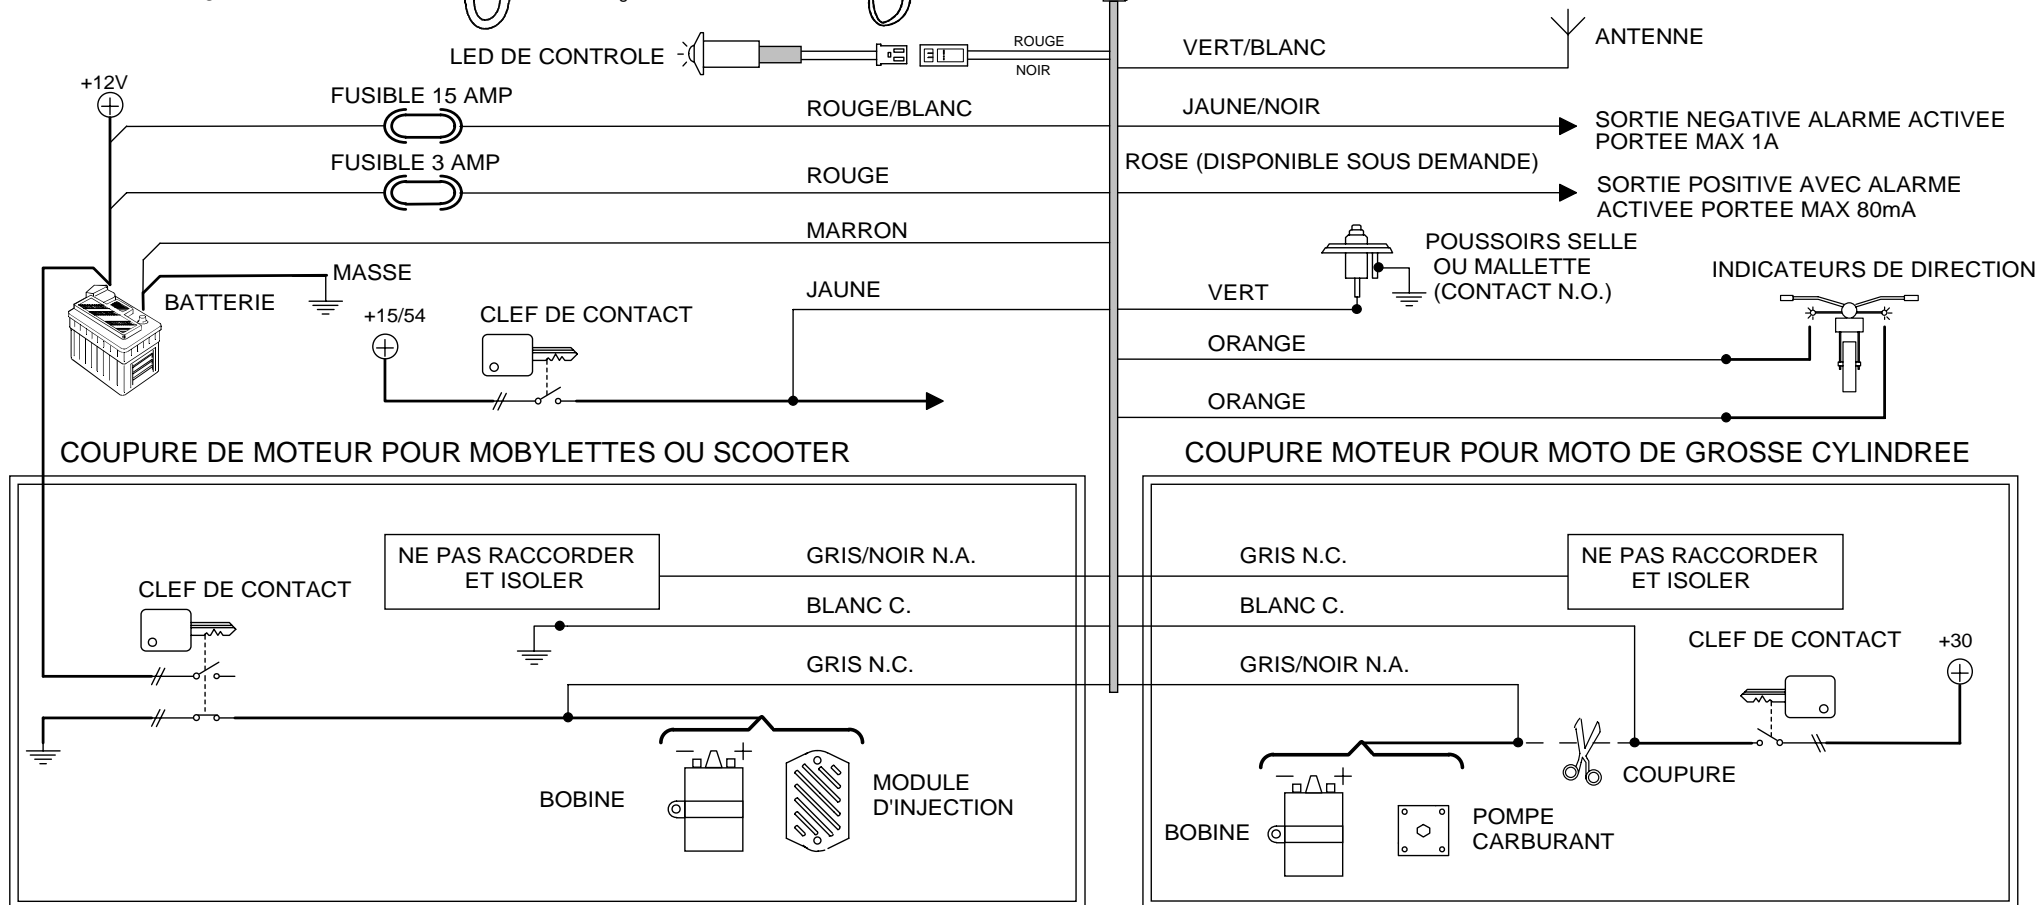 LED DE CONTROLE
ROUGE
NOIR
VERT/BLANC
ANTENNE
+12V
FUSIBLE 15 AMP
ROUGE/BLANC
JAUNE/NOIR
SORTIE NEGATIVE ALARME ACTIVEE
PORTEE MAX 1A
FUSIBLE 3 AMP
ROUGE
ROSE (DISPONIBLE SOUS DEMANDE)
SORTIE POSITIVE AVEC ALARME
ACTIVEE PORTEE MAX 80mA
MARRON
MASSE
BATTERIE
POUSSOIRS SELLE
OU MALLETTE
(CONTACT N.O.)
INDICATEURS DE DIRECTION
JAUNE
VERT
+15/54
CLEF DE CONTACT
ORANGE
ORANGE
COUPURE DE MOTEUR POUR MOBYLETTES OU SCOOTER
NE PAS RACCORDER
ET ISOLER
GRIS/NOIR N.A.
CLEF DE CONTACT
BLANC C.
GRIS N.C.
BOBINE
MODULE
D'INJECTION
COUPURE MOTEUR POUR MOTO DE GROSSE CYLINDREE
GRIS N.C.
NE PAS RACCORDER
ET ISOLER
BLANC C.
CLEF DE CONTACT
+30
GRIS/NOIR N.A.
COUPURE
BOBINE
POMPE
CARBURANT